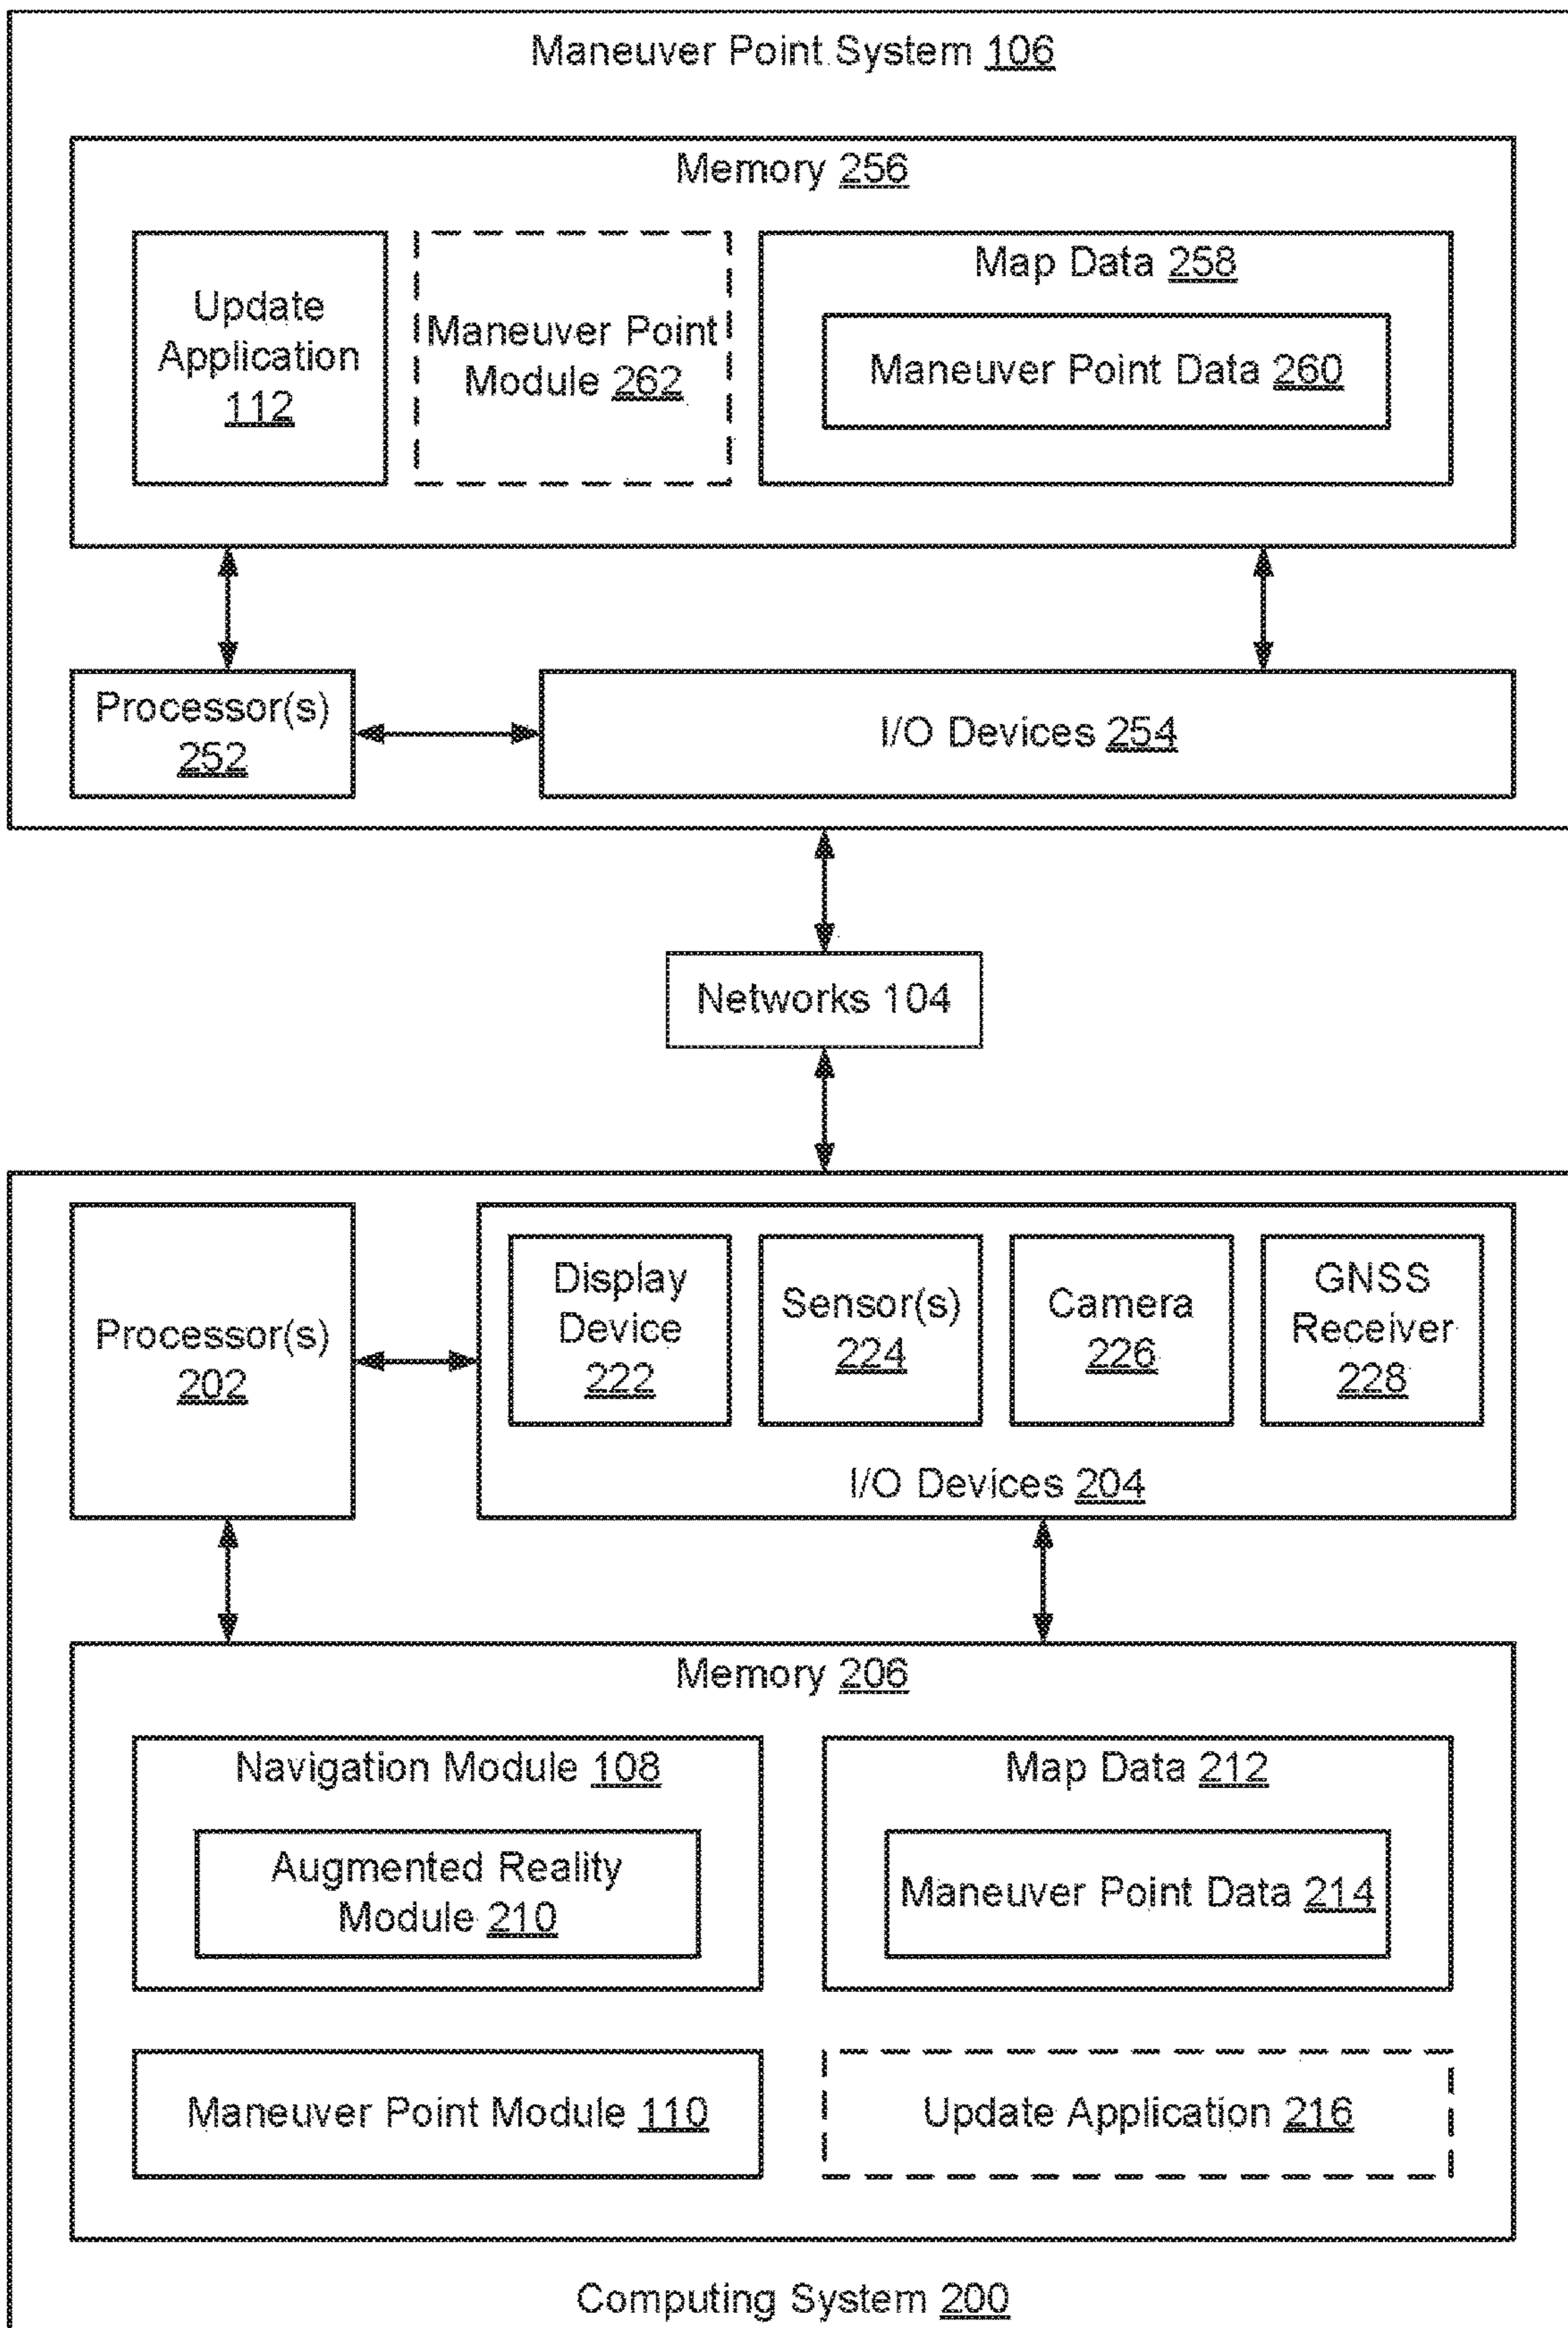 Maneuver Point System 106
Memory 256
Update
Application
112
Maneuver Point
Module 262
Map Data 258
Maneuver Point Data 260
Processor(s)
252
I/O Devices 254
Networks 104
Processor(s)
202
Display
Device
222
Sensor(s)
224
Camera
226
GNSS
Receiver
228
I/O Devices 204
Memory 206
Navigation Module 108
Augmented Reality
Module 210
Map Data 212
Maneuver Point Data 214
Maneuver Point Module 110
Update Application 216
Computing System 200